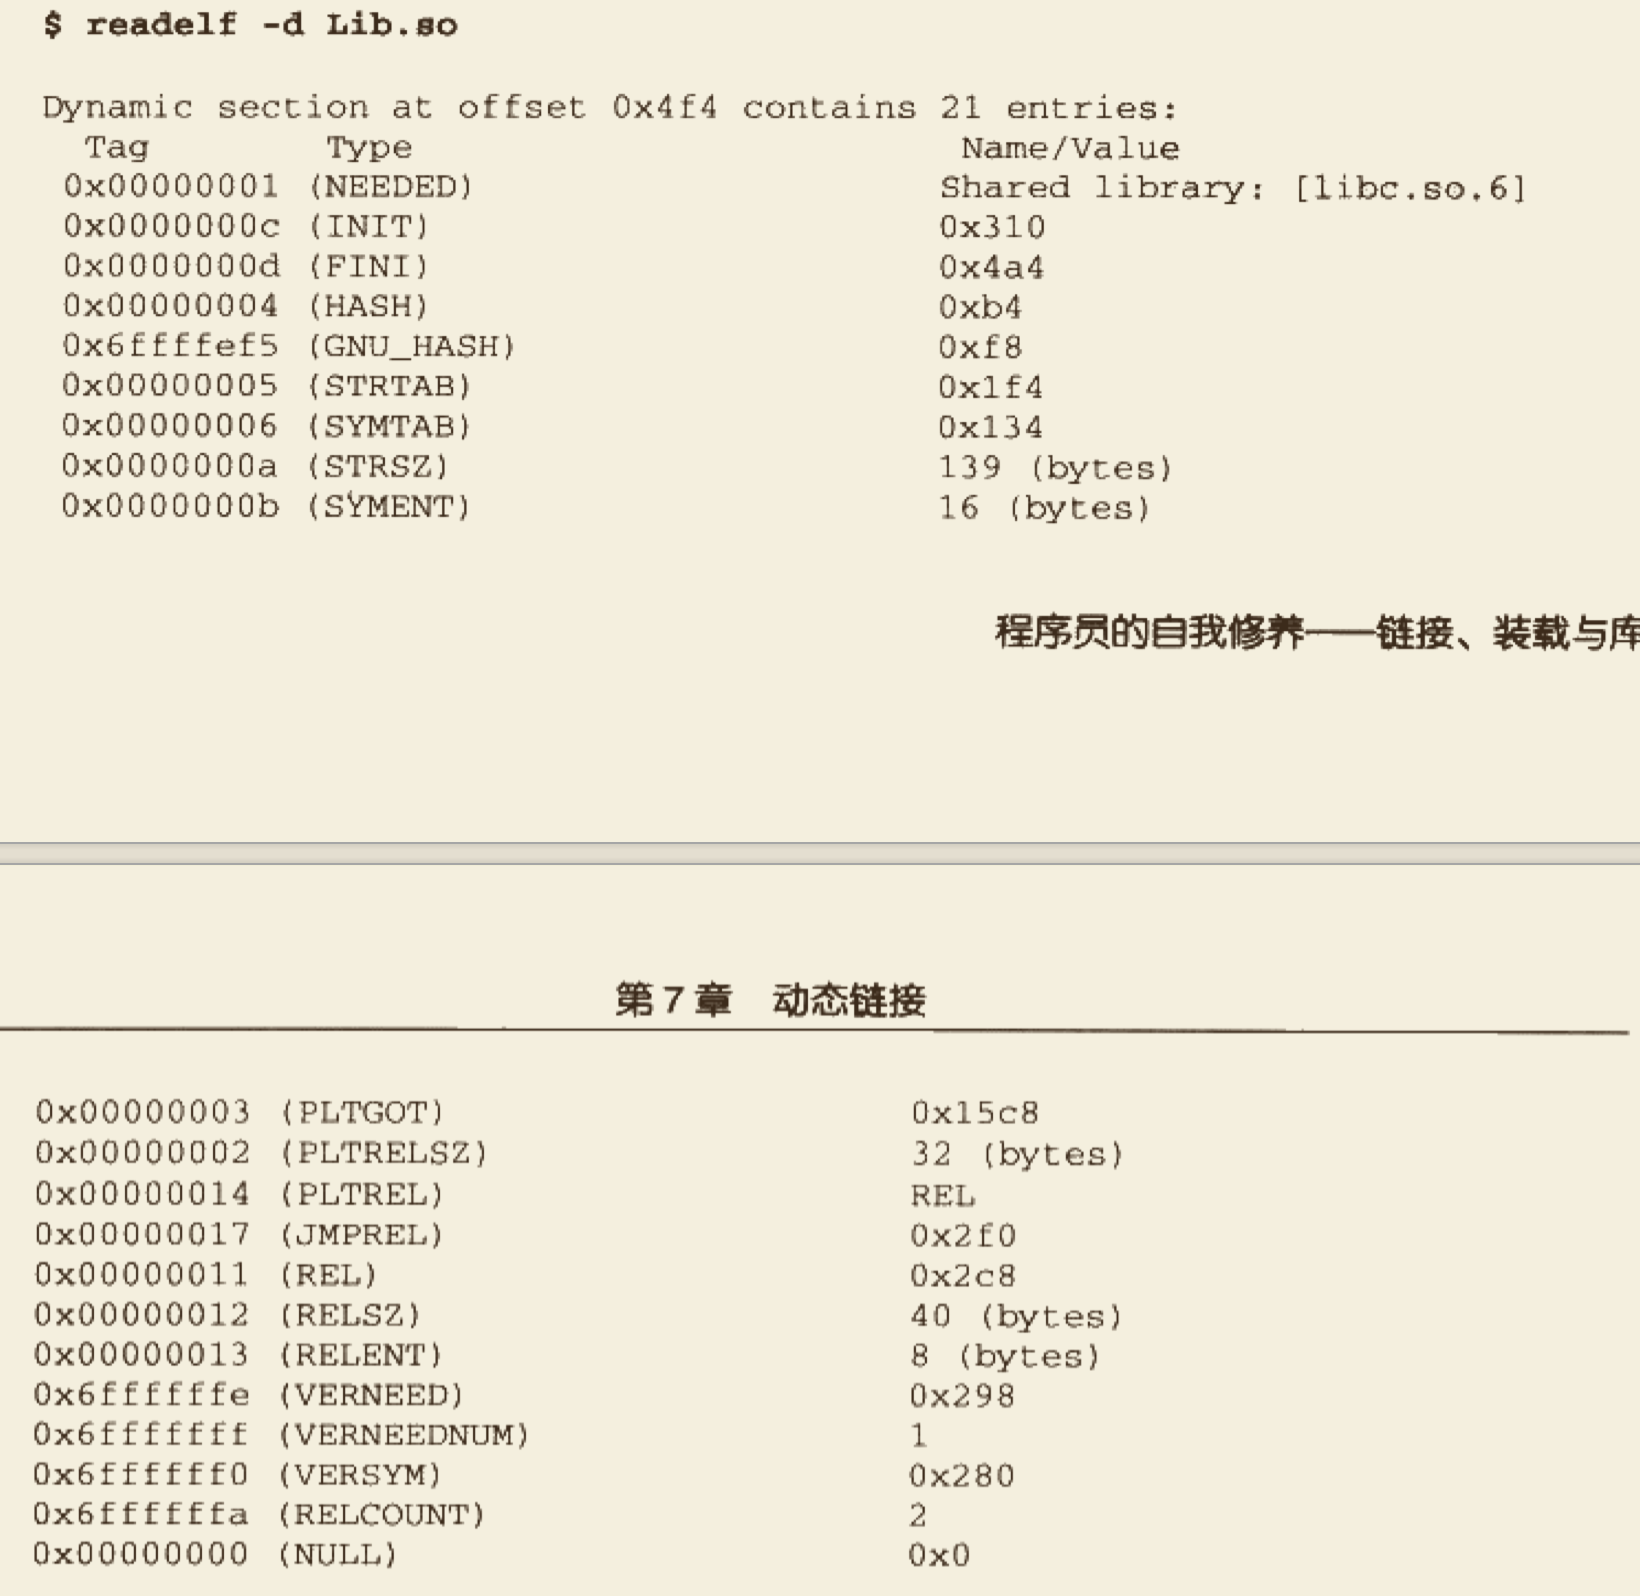 $ readelf -d Lib.so
Dynamic section at offset 0x4f4 contains 21 entries:
Tag Type Name/Value
0x00000001 (NEEDED) Shared library: [libc.so.6]
0x0000000c (INIT) 0x310
0x0000000d (FINI) 0x4a4
0x00000004 (HASH) 0xb4
0x6ffffef5 (GNU_HASH) 0xf8
0x00000005 (STRTAB) 0x1f4
0x00000006 (SYMTAB) 0x134
0x0000000a (STRSZ) 139 (bytes)
0x0000000b (SYMENT) 16 (bytes)
程序员的自我修养——链接、装载与库
第 7 章 动态链接
0x00000003 (PLTGOT) 0x15c8
0x00000002 (PLTRELSZ) 32 (bytes)
0x00000014 (PLTREL) REL
0x00000017 (JMPREL) 0x2f0
0x00000011 (REL) 0x2c8
0x00000012 (RELSZ) 40 (bytes)
0x00000013 (RELENT) 8 (bytes)
0x6ffffffe (VERNEED) 0x298
0x6fffffff (VERNEEDNUM) 1
0x6ffffff0 (VERSYM) 0x280
0x6ffffffa (RELCOUNT) 2
0x00000000 (NULL) 0x0